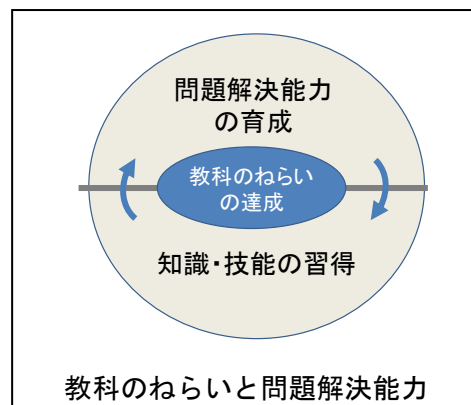 問題解決能力
の育成
教科のねらい
の達成
知識・技能の習得
教科のねらいと問題解決能力